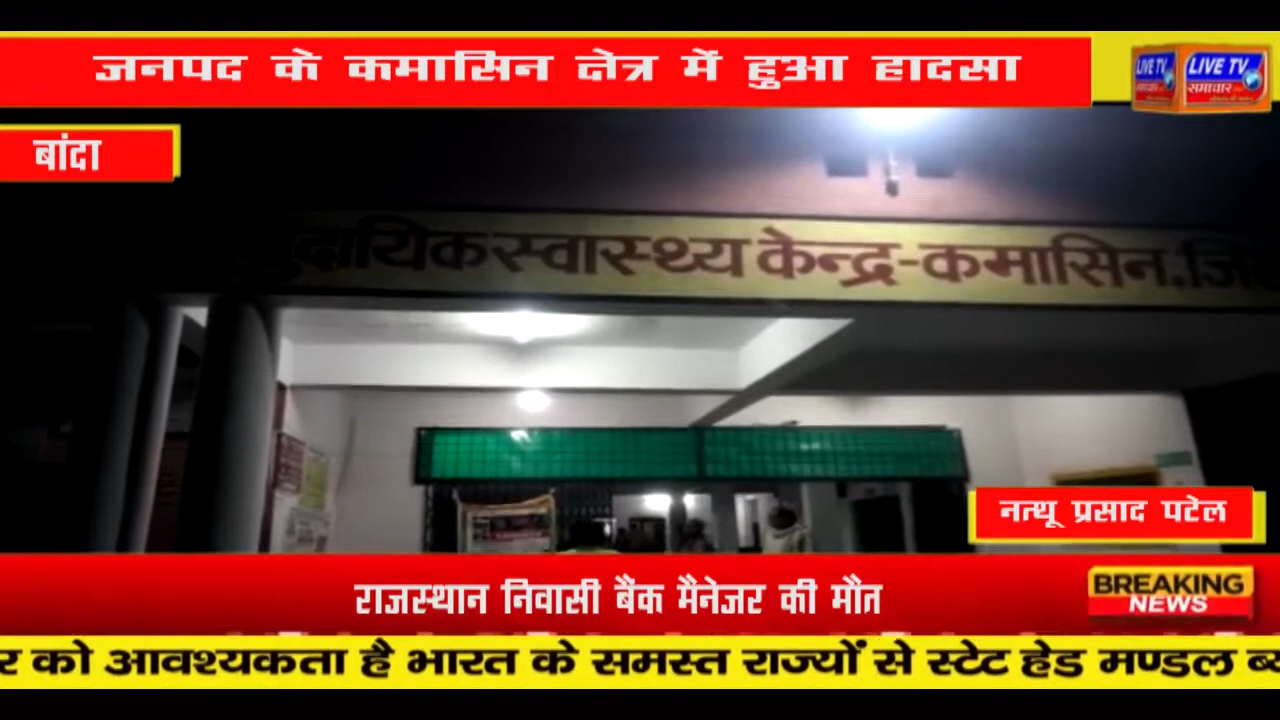 जनपद के कमासिन क्षेत्र में हुआ हादसा
LIVE TV
समाचार
LIVE TV
समाचार
बांदा
मुदायिक स्वास्थ्य केन्द्र-कमासिन,जि
नत्थू प्रसाद पटेल
राजस्थान निवासी बैंक मैनेजर की मौत
BREAKING
NEWS
र को आवश्यकता है भारत के समस्त राज्यों से स्टेट हेड मण्डल ब्य